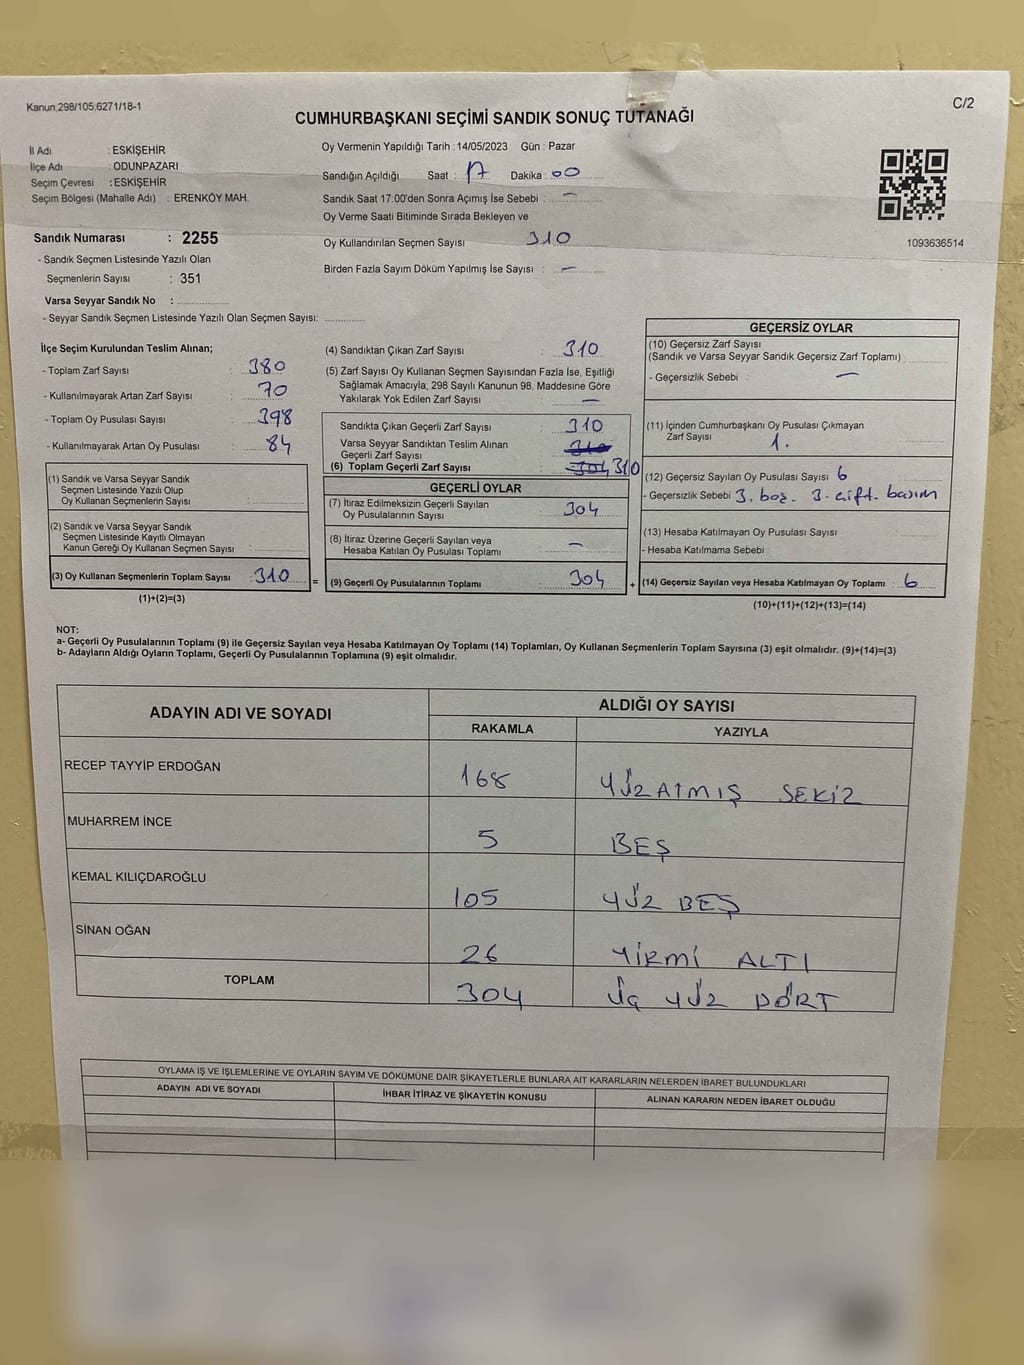 Kanun;298/105;6271/18-1
C/2
CUMHURBAŞKANI SEÇİMİ SANDIK SONUÇ TUTANAĞI
İl Adı : ESKİŞEHİR
İlçe Adı : ODUNPAZARI
Seçim Çevresi : ESKİŞEHİR
Seçim Bölgesi (Mahalle Adı) : ERENKÖY MAH.
Sandık Numarası : 2255
- Sandık Seçmen Listesinde Yazılı Olan
Seçmenlerin Sayısı : 351
Varsa Seyyar Sandık No :
- Seyyar Sandık Seçmen Listesinde Yazılı Olan Seçmen Sayısı:
Oy Vermenin Yapıldığı Tarih : 14/05/2023 Gün : Pazar
Sandığın Açıldığı Saat : 17 Dakika : 00
Sandık Saat 17:00'den Sonra Açımış İse Sebebi : —
Oy Verme Saati Bitiminde Sırada Bekleyen ve
Oy Kullandırılan Seçmen Sayısı 310
Birden Fazla Sayım Döküm Yapılmış İse Sayısı : —
1093636514
İlçe Seçim Kurulundan Teslim Alınan;
- Toplam Zarf Sayısı : 380
- Kullanılmayarak Artan Zarf Sayısı : 70
- Toplam Oy Pusulası Sayısı : 398
- Kullanılmayarak Artan Oy Pusulası : 84
(1) Sandık ve Varsa Seyyar Sandık
Seçmen Listesinde Yazılı Olup
Oy Kullanan Seçmenlerin Sayısı :
(2) Sandık ve Varsa Seyyar Sandık
Seçmen Listesinde Kayıtlı Olmayan
Kanun Gereği Oy Kullanan Seçmen Sayısı :
(3) Oy Kullanan Seçmenlerin Toplam Sayısı : 310
(1)+(2)=(3)
=
(4) Sandıktan Çıkan Zarf Sayısı : 310
(5) Zarf Sayısı Oy Kullanan Seçmen Sayısından Fazla İse, Eşitliği
Sağlamak Amacıyla, 298 Sayılı Kanunun 98. Maddesine Göre
Yakılarak Yok Edilen Zarf Sayısı : —
Sandıkta Çıkan Geçerli Zarf Sayısı : 310
Varsa Seyyar Sandıktan Teslim Alınan
Geçerli Zarf Sayısı : 310
(6) Toplam Geçerli Zarf Sayısı : 304 310
GEÇERLİ OYLAR
(7) İtiraz Edilmeksizin Geçerli Sayılan
Oy Pusulalarının Sayısı : 304
(8) İtiraz Üzerine Geçerli Sayılan veya
Hesaba Katılan Oy Pusulası Toplamı : —
(9) Geçerli Oy Pusulalarının Toplamı : 304
+
GEÇERSİZ OYLAR
(10) Geçersiz Zarf Sayısı
(Sandık ve Varsa Seyyar Sandık Geçersiz Zarf Toplamı) :
- Geçersizlik Sebebi : —
(11) İçinden Cumhurbaşkanı Oy Pusulası Çıkmayan
Zarf Sayısı : 1.
(12) Geçersiz Sayılan Oy Pusulası Sayısı : 6
- Geçersizlik Sebebi : 3. boş. 3. çift. basım
(13) Hesaba Katılmayan Oy Pusulası Sayısı :
- Hesaba Katılmama Sebebi
(14) Geçersiz Sayılan veya Hesaba Katılmayan Oy Toplamı : 6
(10)+(11)+(12)+(13)=(14)
NOT:
a- Geçerli Oy Pusulalarının Toplamı (9) ile Geçersiz Sayılan veya Hesaba Katılmayan Oy Toplamı (14) Toplamları, Oy Kullanan Seçmenlerin Toplam Sayısına (3) eşit olmalıdır. (9)+(14)=(3)
b- Adayların Aldığı Oyların Toplamı, Geçerli Oy Pusulalarının Toplamına (9) eşit olmalıdır.
ADAYIN ADI VE SOYADI
ALDIĞI OY SAYISI
RAKAMLA YAZIYLA
RECEP TAYYİP ERDOĞAN 168 YÜZATMIŞ SEKİZ
MUHARREM İNCE 5 BEŞ
KEMAL KILIÇDAROĞLU 105 YÜZ BEŞ
SİNAN OĞAN 26 YİRMİ ALTI
TOPLAM 304 ÜÇ YÜZ DÖRT
OYLAMA İŞ VE İŞLEMLERİNE VE OYLARIN SAYIM VE DÖKÜMÜNE DAİR ŞİKAYETLERLE BUNLARA AİT KARARLARIN NELERDEN İBARET BULUNDUKLARI
ADAYIN ADI VE SOYADI İHBAR İTİRAZ VE ŞİKAYETİN KONUSU ALINAN KARARIN NEDEN İBARET OLDUĞU